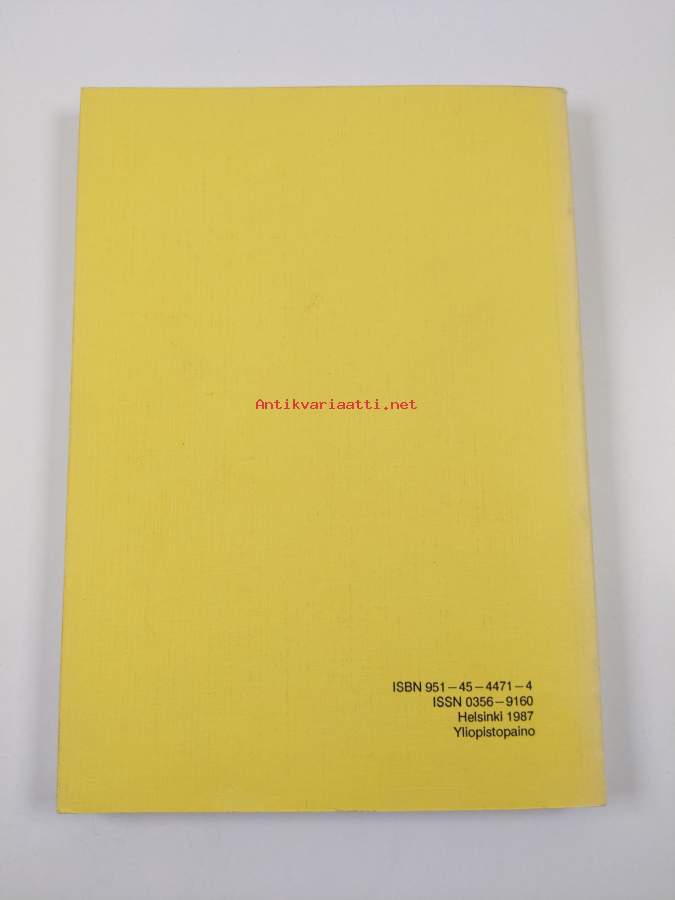 Antikvariaatti.net
ISBN 951–45–4471–4
ISSN 0356–9160
Helsinki 1987
Yliopistopaino